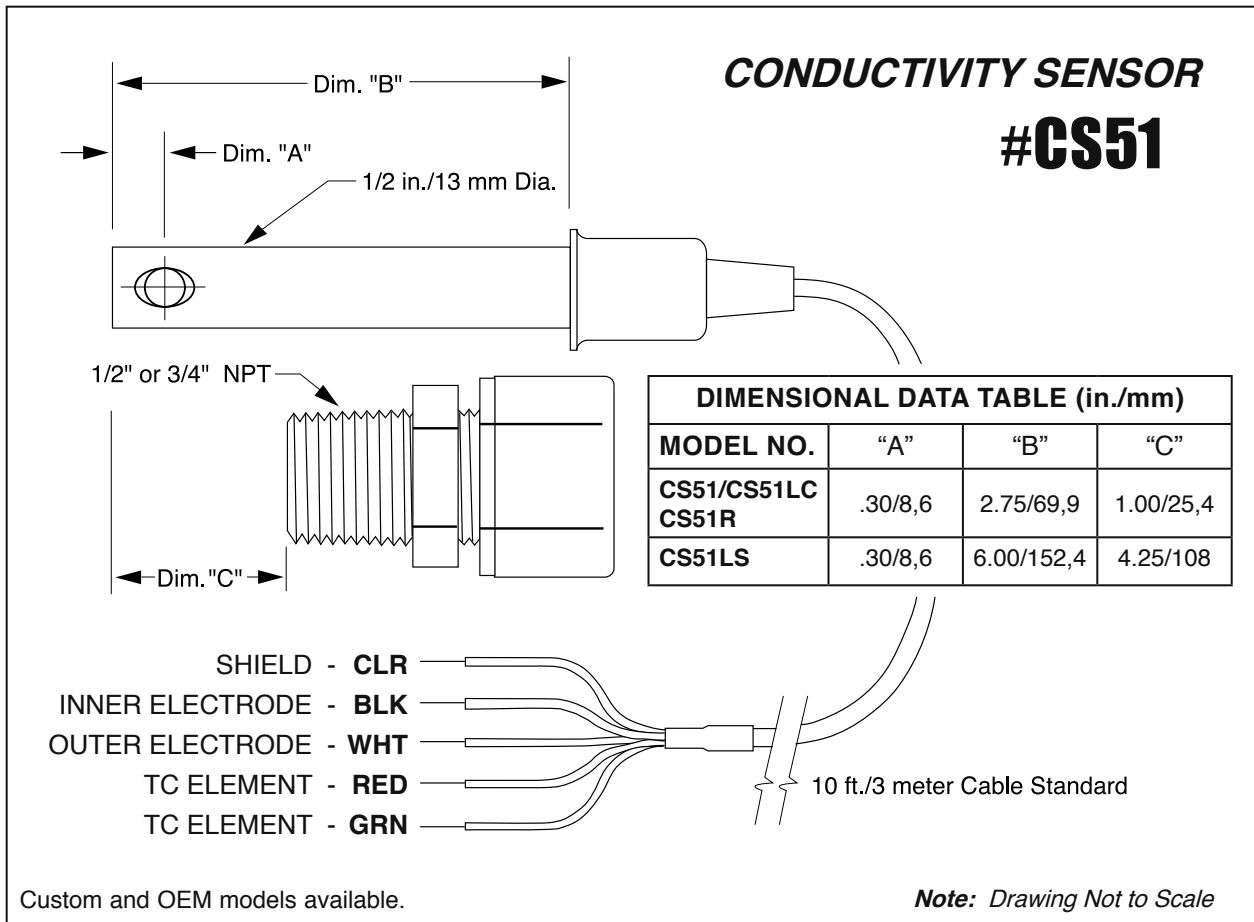 CONDUCTIVITY SENSOR
#CS51
Dim. "B"
Dim. "A"
1/2 in./13 mm Dia.
1/2" or 3/4" NPT
Dim."C"
DIMENSIONAL DATA TABLE (in./mm)
MODEL NO. “A” “B” “C”
CS51/CS51LC
CS51R .30/8,6 2.75/69,9 1.00/25,4
CS51LS .30/8,6 6.00/152,4 4.25/108
SHIELD - CLR
INNER ELECTRODE - BLK
OUTER ELECTRODE - WHT
TC ELEMENT - RED
TC ELEMENT - GRN
10 ft./3 meter Cable Standard
Custom and OEM models available.
Note: Drawing Not to Scale